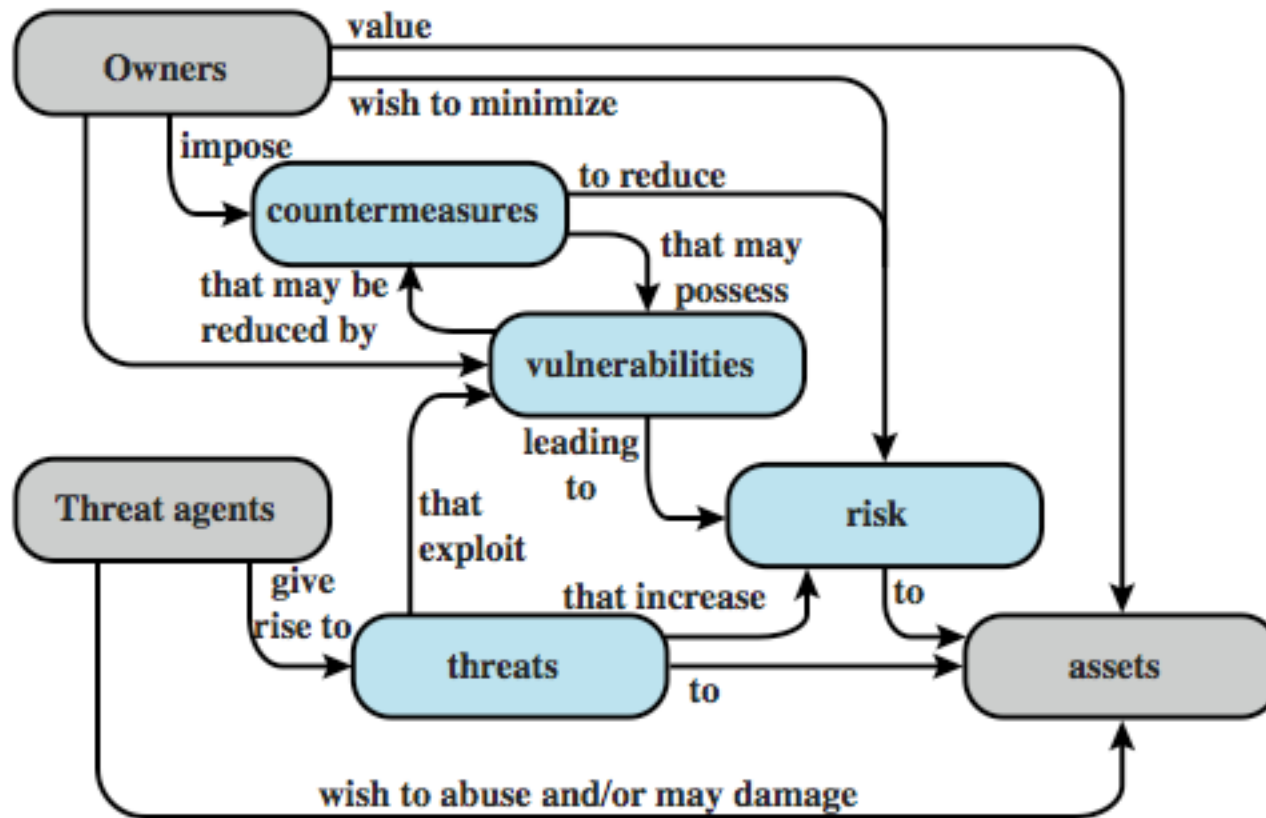 value
Owners
wish to minimize
impose
to reduce
countermeasures
that may
possess
that may be
reduced by
vulnerabilities
leading
to
Threat agents
that
exploit
risk
give
rise to
that increase
to
threats
to
assets
wish to abuse and/or may damage